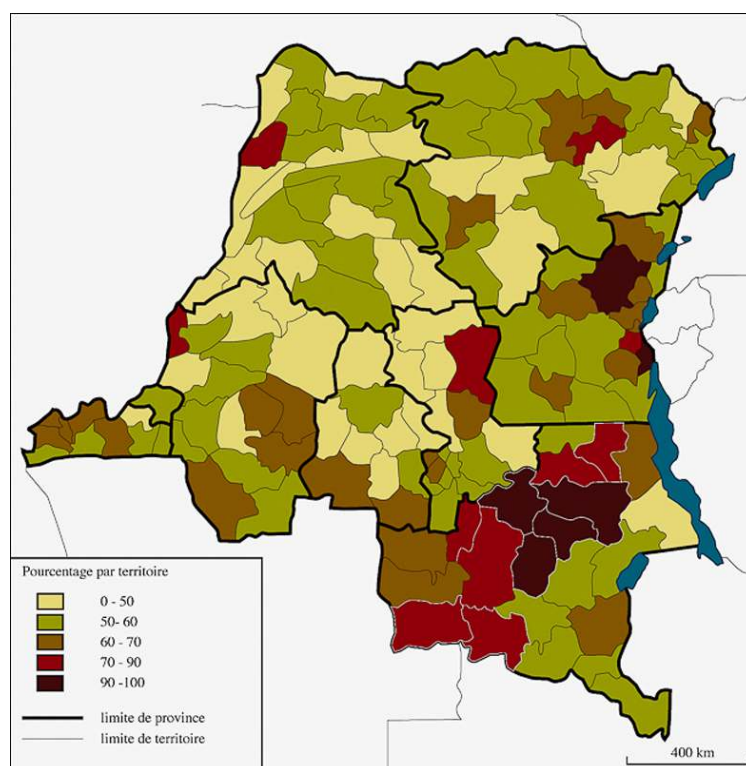 Pourcentage par territoire
0 - 50
50- 60
60 - 70
70 - 90
90 -100
limite de province
limite de territoire
400 km